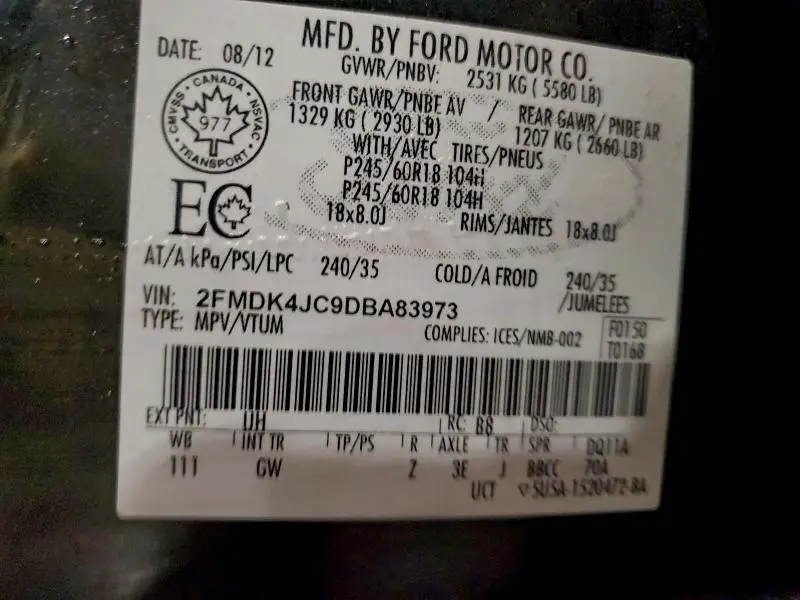 MFD. BY FORD MOTOR CO.
DATE: 08/12
GVWR/PNBV: 2531 KG ( 5580 LB)
FRONT GAWR/PNBE AV / REAR GAWR/ PNBE AR
1329 KG ( 2930 LB) 1207 KG ( 2660 LB)
WITH/AVEC TIRES/PNEUS
P245/60R18 104H
P245/60R18 104H
18x8.0J RIMS/JANTES 18x8.0J
CANADA
CMVSS NSVAC
977
TRANSPORT
EC
AT/A kPa/PSI/LPC 240/35 COLD/A FROID 240/35
/JUMELEES
VIN: 2FMDK4JC9DBA83973
TYPE: MPV/VTUM COMPLIES: ICES/NMB-002
F0150
T0168
EXT PNT: UH RC: B8 DSO:
WB INT TR TP/PS R AXLE TR SPR DQ11A
111 GW Z 3E J BBCC 70A
UCT 5U5A-1520472-BA